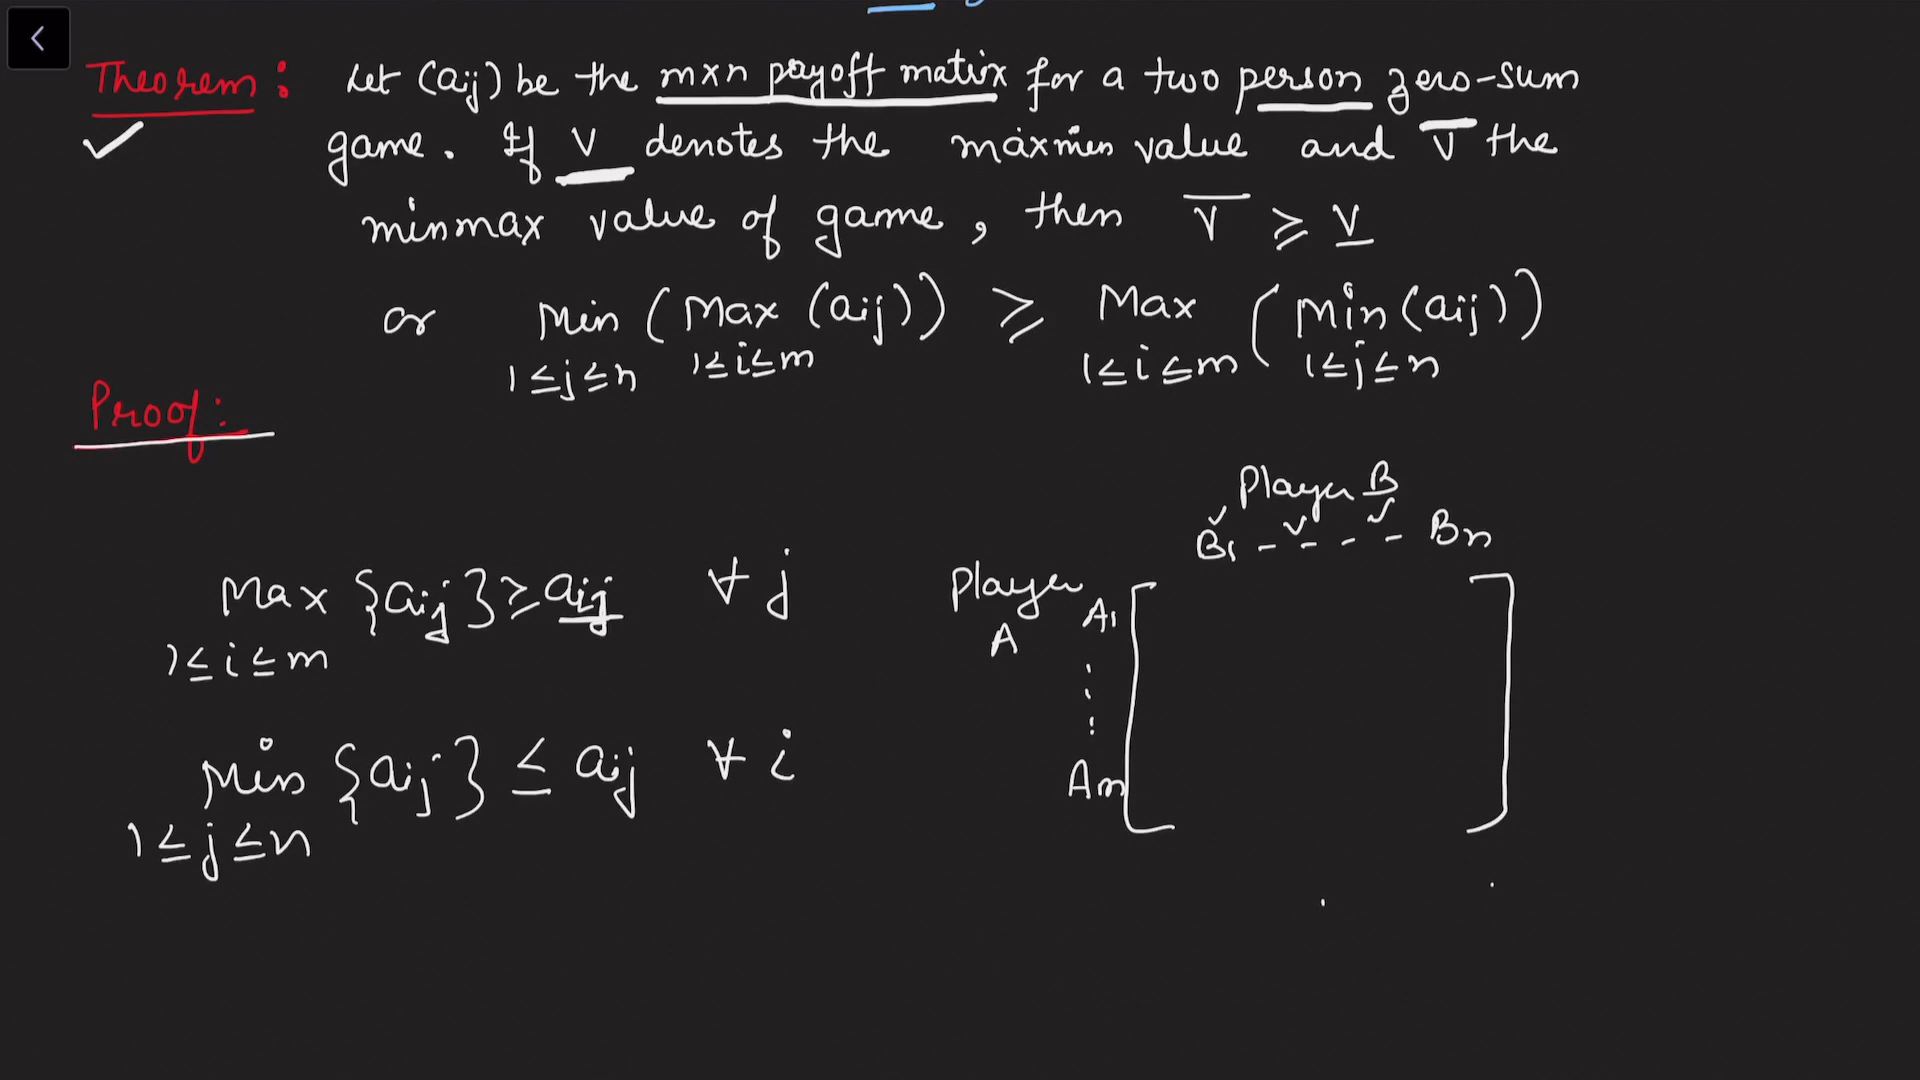 Theorem: Let (aij) be the mxn payoff matrix for a two person zero-sum
game. If V denotes the maxmin value and V̅ the
minmax value of game, then V̅ ≥ V̲
or Min (Max (aij)) ≥ Max (Min (aij))
1≤j≤n 1≤i≤m 1≤i≤m 1≤j≤n
Proof:
Player B
B1 - - - - Bn
Max {aij} ≥ aij ∀ j
1≤i≤m
Player A
A1
⋮
Am
Min {aij} ≤ aij ∀ i
1≤j≤n